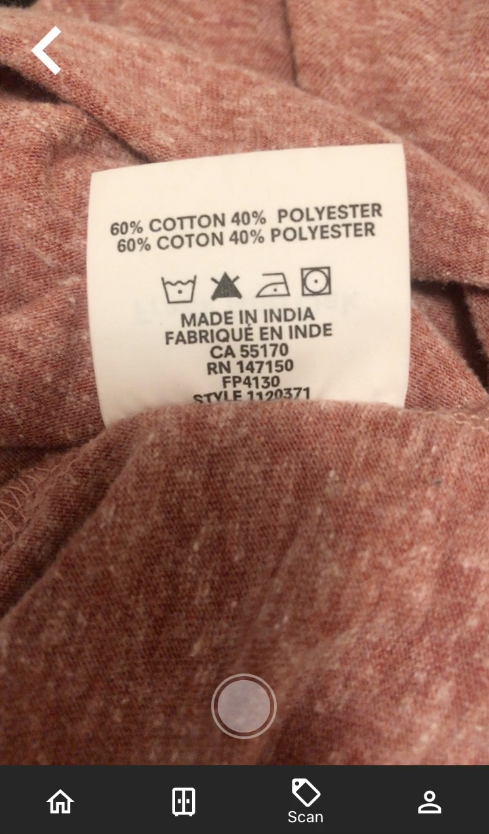 60% COTTON 40% POLYESTER
60% COTON 40% POLYESTER
MADE IN INDIA
FABRIQUÉ EN INDE
CA 55170
RN 147150
FP4130
STYLE 1120371
Scan